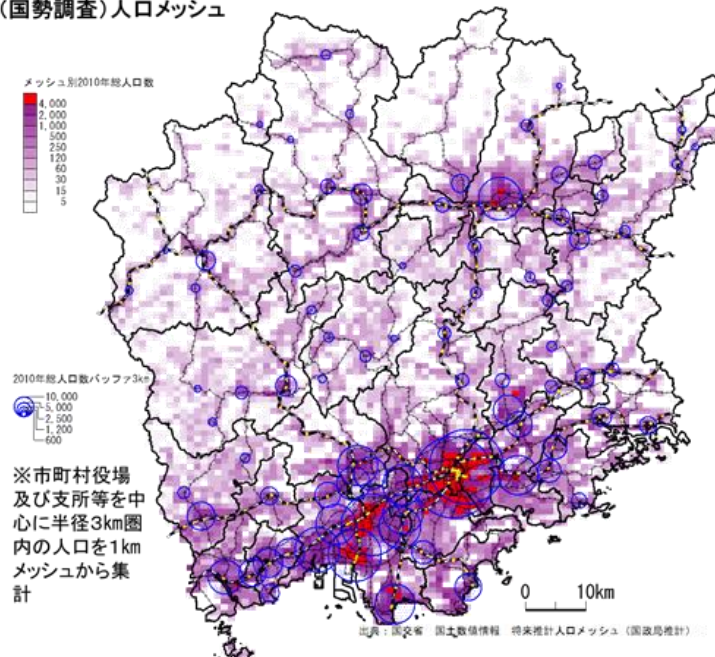 (国勢調査)人口メッシュ
メッシュ別2010年総人口数
4,000
2,000
1,000
500
250
120
60
30
15
5
2010年総人口数バッファ3km
10,000
5,000
2,500
1,200
600
※市町村役場
及び支所等を中
心に半径3km圏
内の人口を1km
メッシュから集
計
0 10km
出典:国交省 国土数値情報 将来推計人口メッシュ(国政局推計)